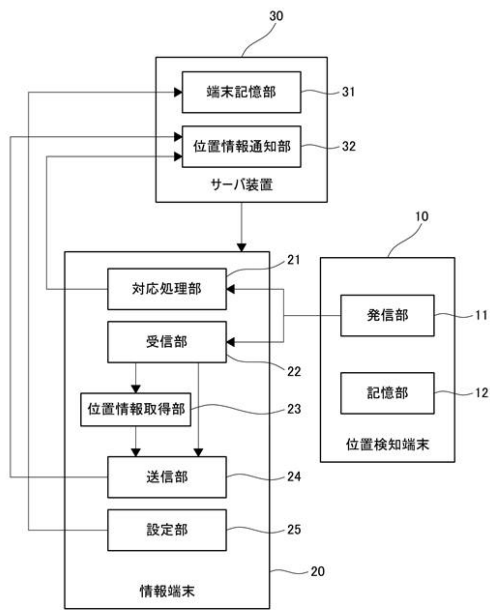 30
端末記憶部
31
位置情報通知部
32
サーバ装置
10
21
対応処理部
発信部
11
受信部
22
記憶部
12
位置情報取得部
23
位置検知端末
送信部
24
設定部
25
情報端末
20